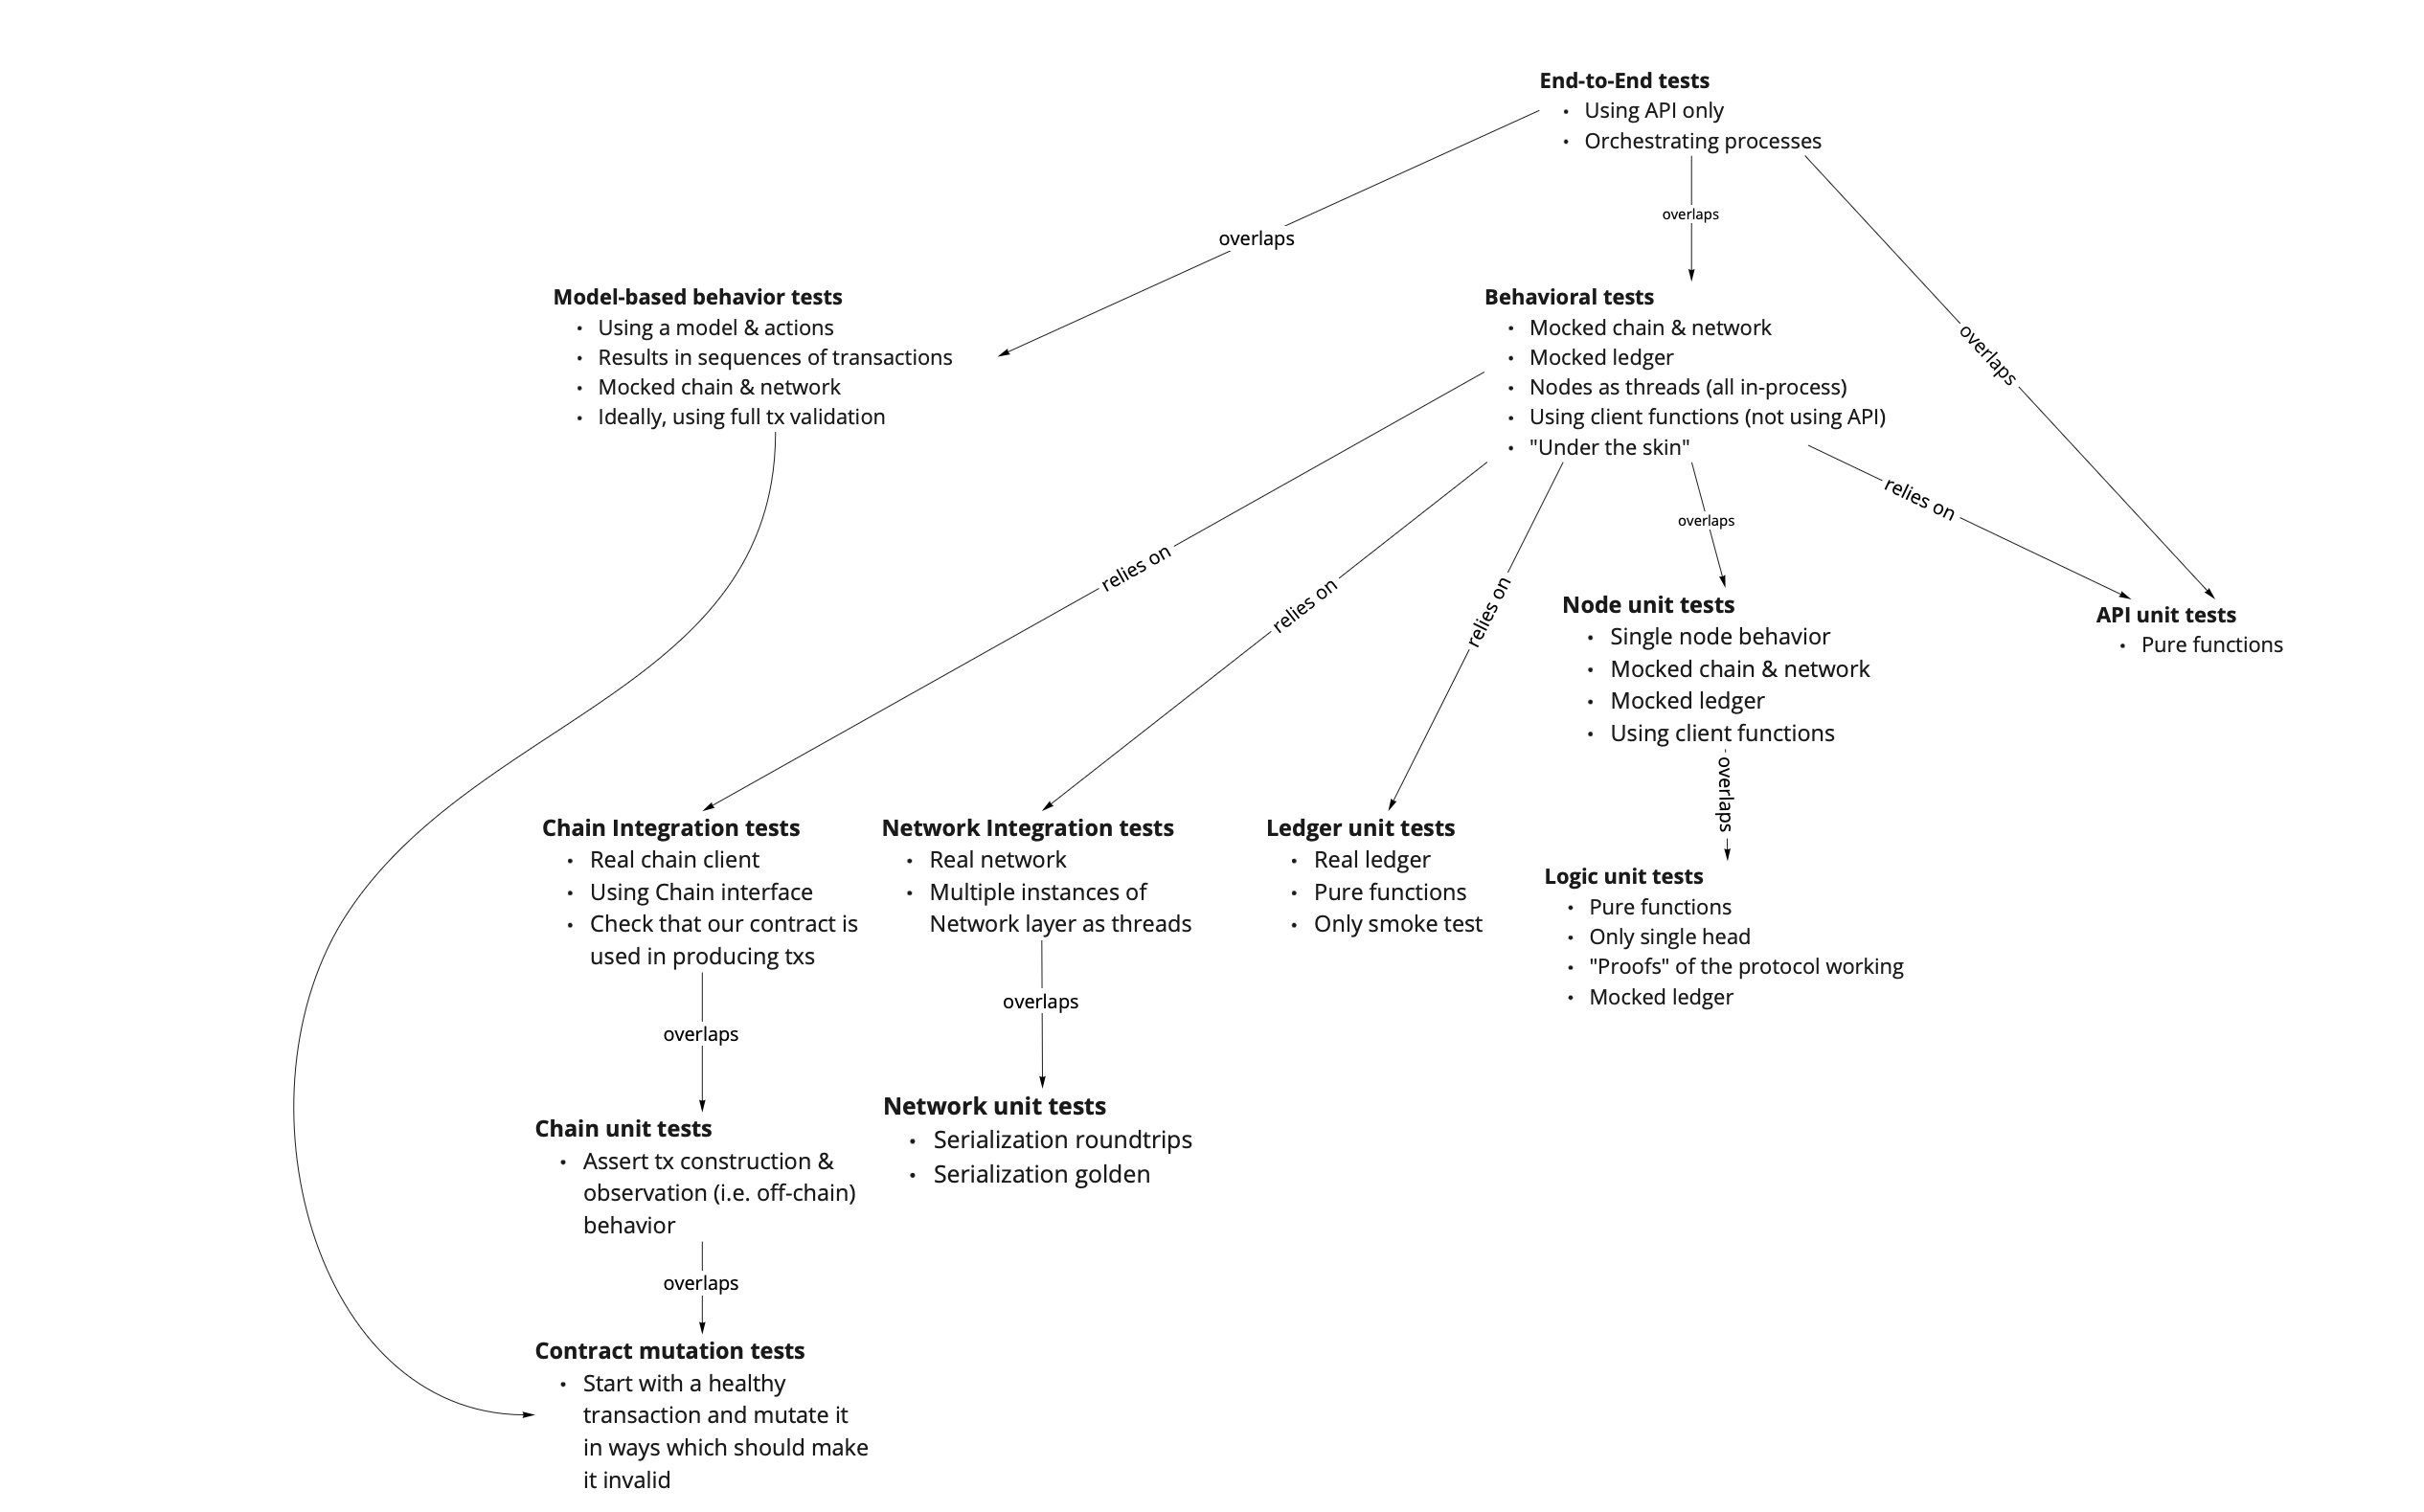 End-to-End tests
• Using API only
• Orchestrating processes
overlaps
overlaps
overlaps
Model-based behavior tests
• Using a model & actions
• Results in sequences of transactions
• Mocked chain & network
• Ideally, using full tx validation
Behavioral tests
• Mocked chain & network
• Mocked ledger
• Nodes as threads (all in-process)
• Using client functions (not using API)
• "Under the skin"
relies on
relies on
relies on
overlaps
relies on
Node unit tests
• Single node behavior
• Mocked chain & network
• Mocked ledger
• Using client functions
API unit tests
• Pure functions
overlaps
Chain Integration tests
• Real chain client
• Using Chain interface
• Check that our contract is
used in producing txs
Network Integration tests
• Real network
• Multiple instances of
Network layer as threads
Ledger unit tests
• Real ledger
• Pure functions
• Only smoke test
Logic unit tests
• Pure functions
• Only single head
• "Proofs" of the protocol working
• Mocked ledger
overlaps
overlaps
Chain unit tests
• Assert tx construction &
observation (i.e. off-chain)
behavior
Network unit tests
• Serialization roundtrips
• Serialization golden
overlaps
Contract mutation tests
• Start with a healthy
transaction and mutate it
in ways which should make
it invalid